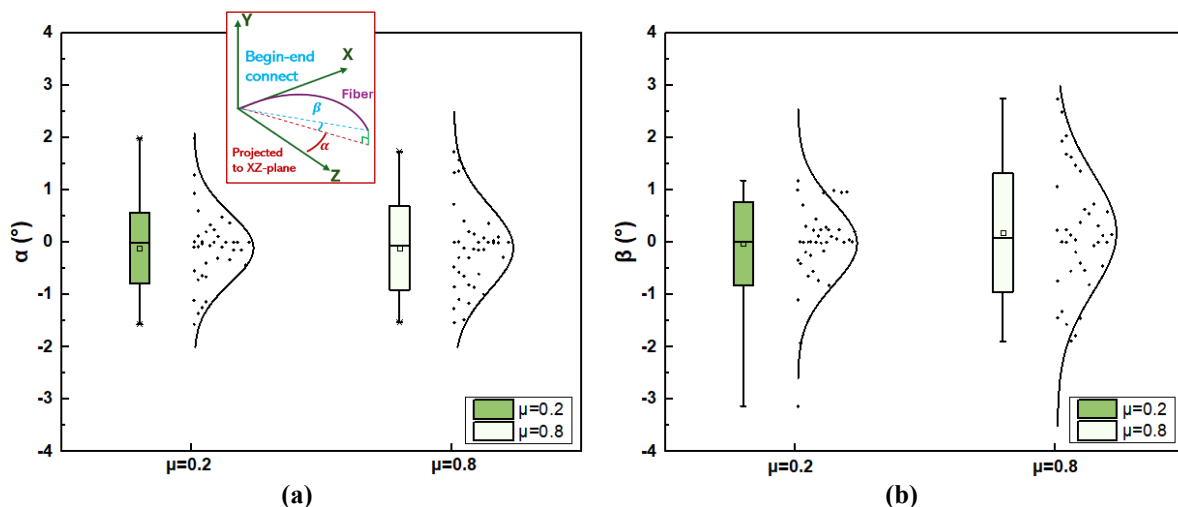 4
3
2
1
0
-1
-2
-3
-4
α (°)
Y
Begin-end
connect
X
Fiber
β
α
Projected
to XZ-plane
Z
μ=0.2
μ=0.8
μ=0.2
μ=0.8
(a)
4
3
2
1
0
-1
-2
-3
-4
β (°)
μ=0.2
μ=0.8
μ=0.2
μ=0.8
(b)